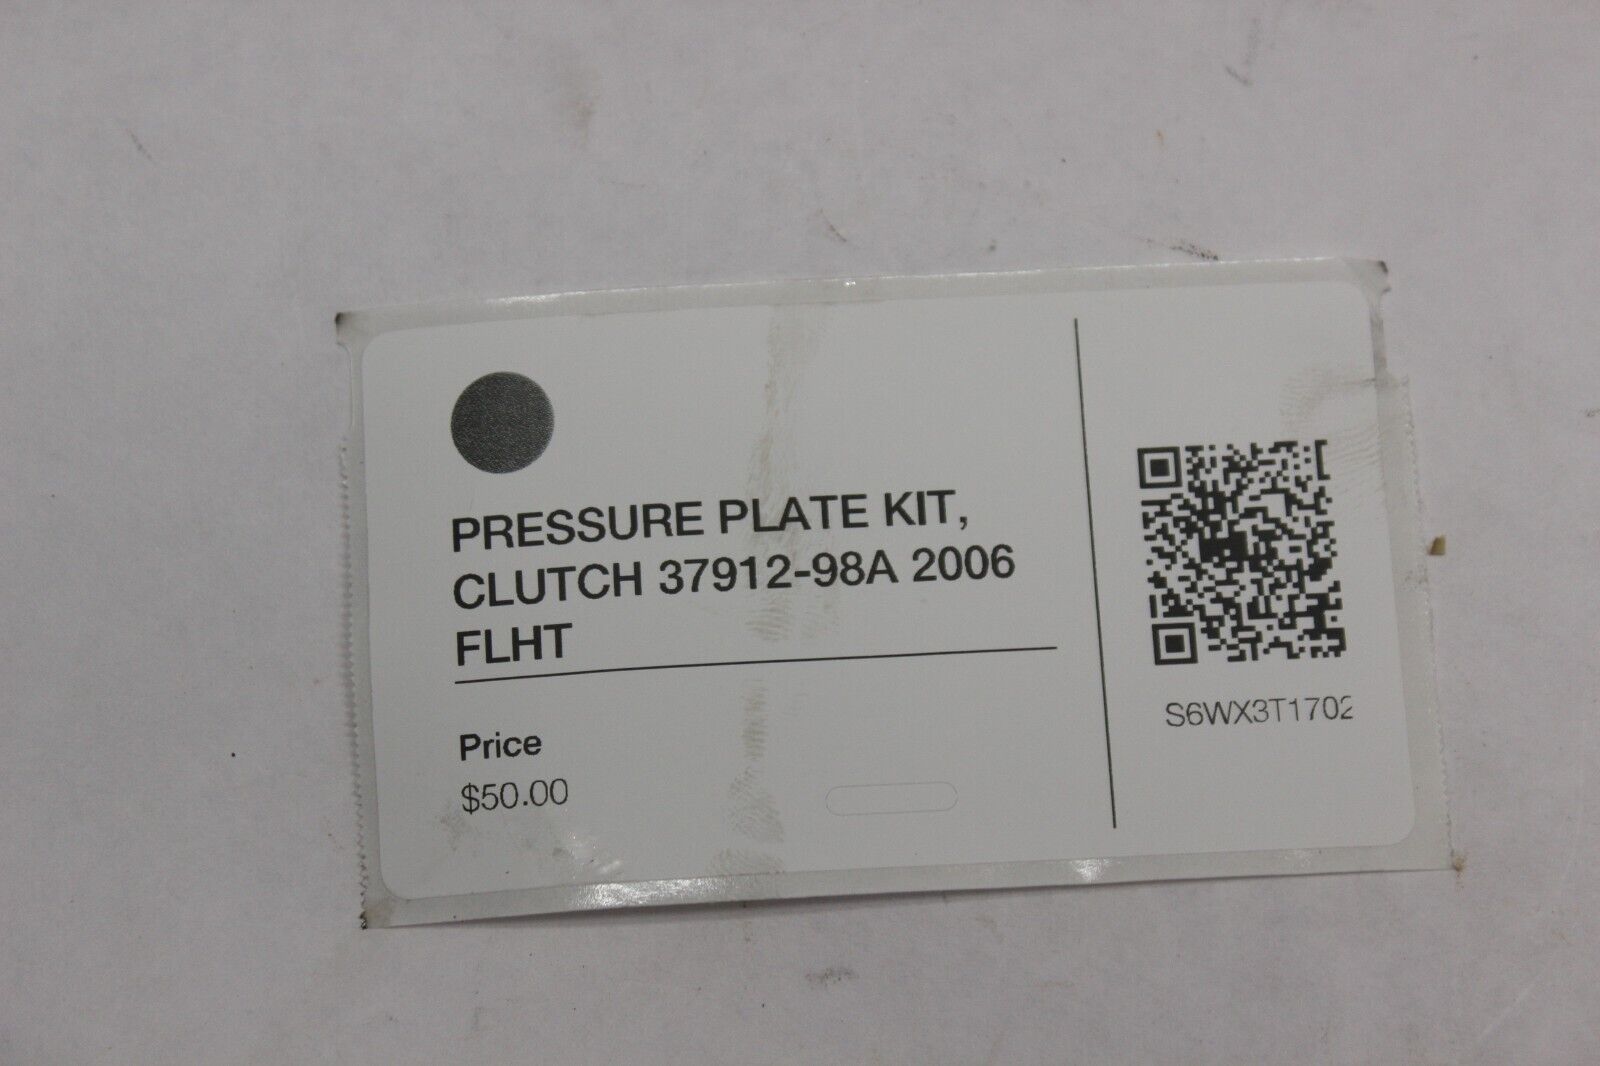 PRESSURE PLATE KIT,
CLUTCH 37912-98A 2006
FLHT
Price
$50.00
S6WX3T1702